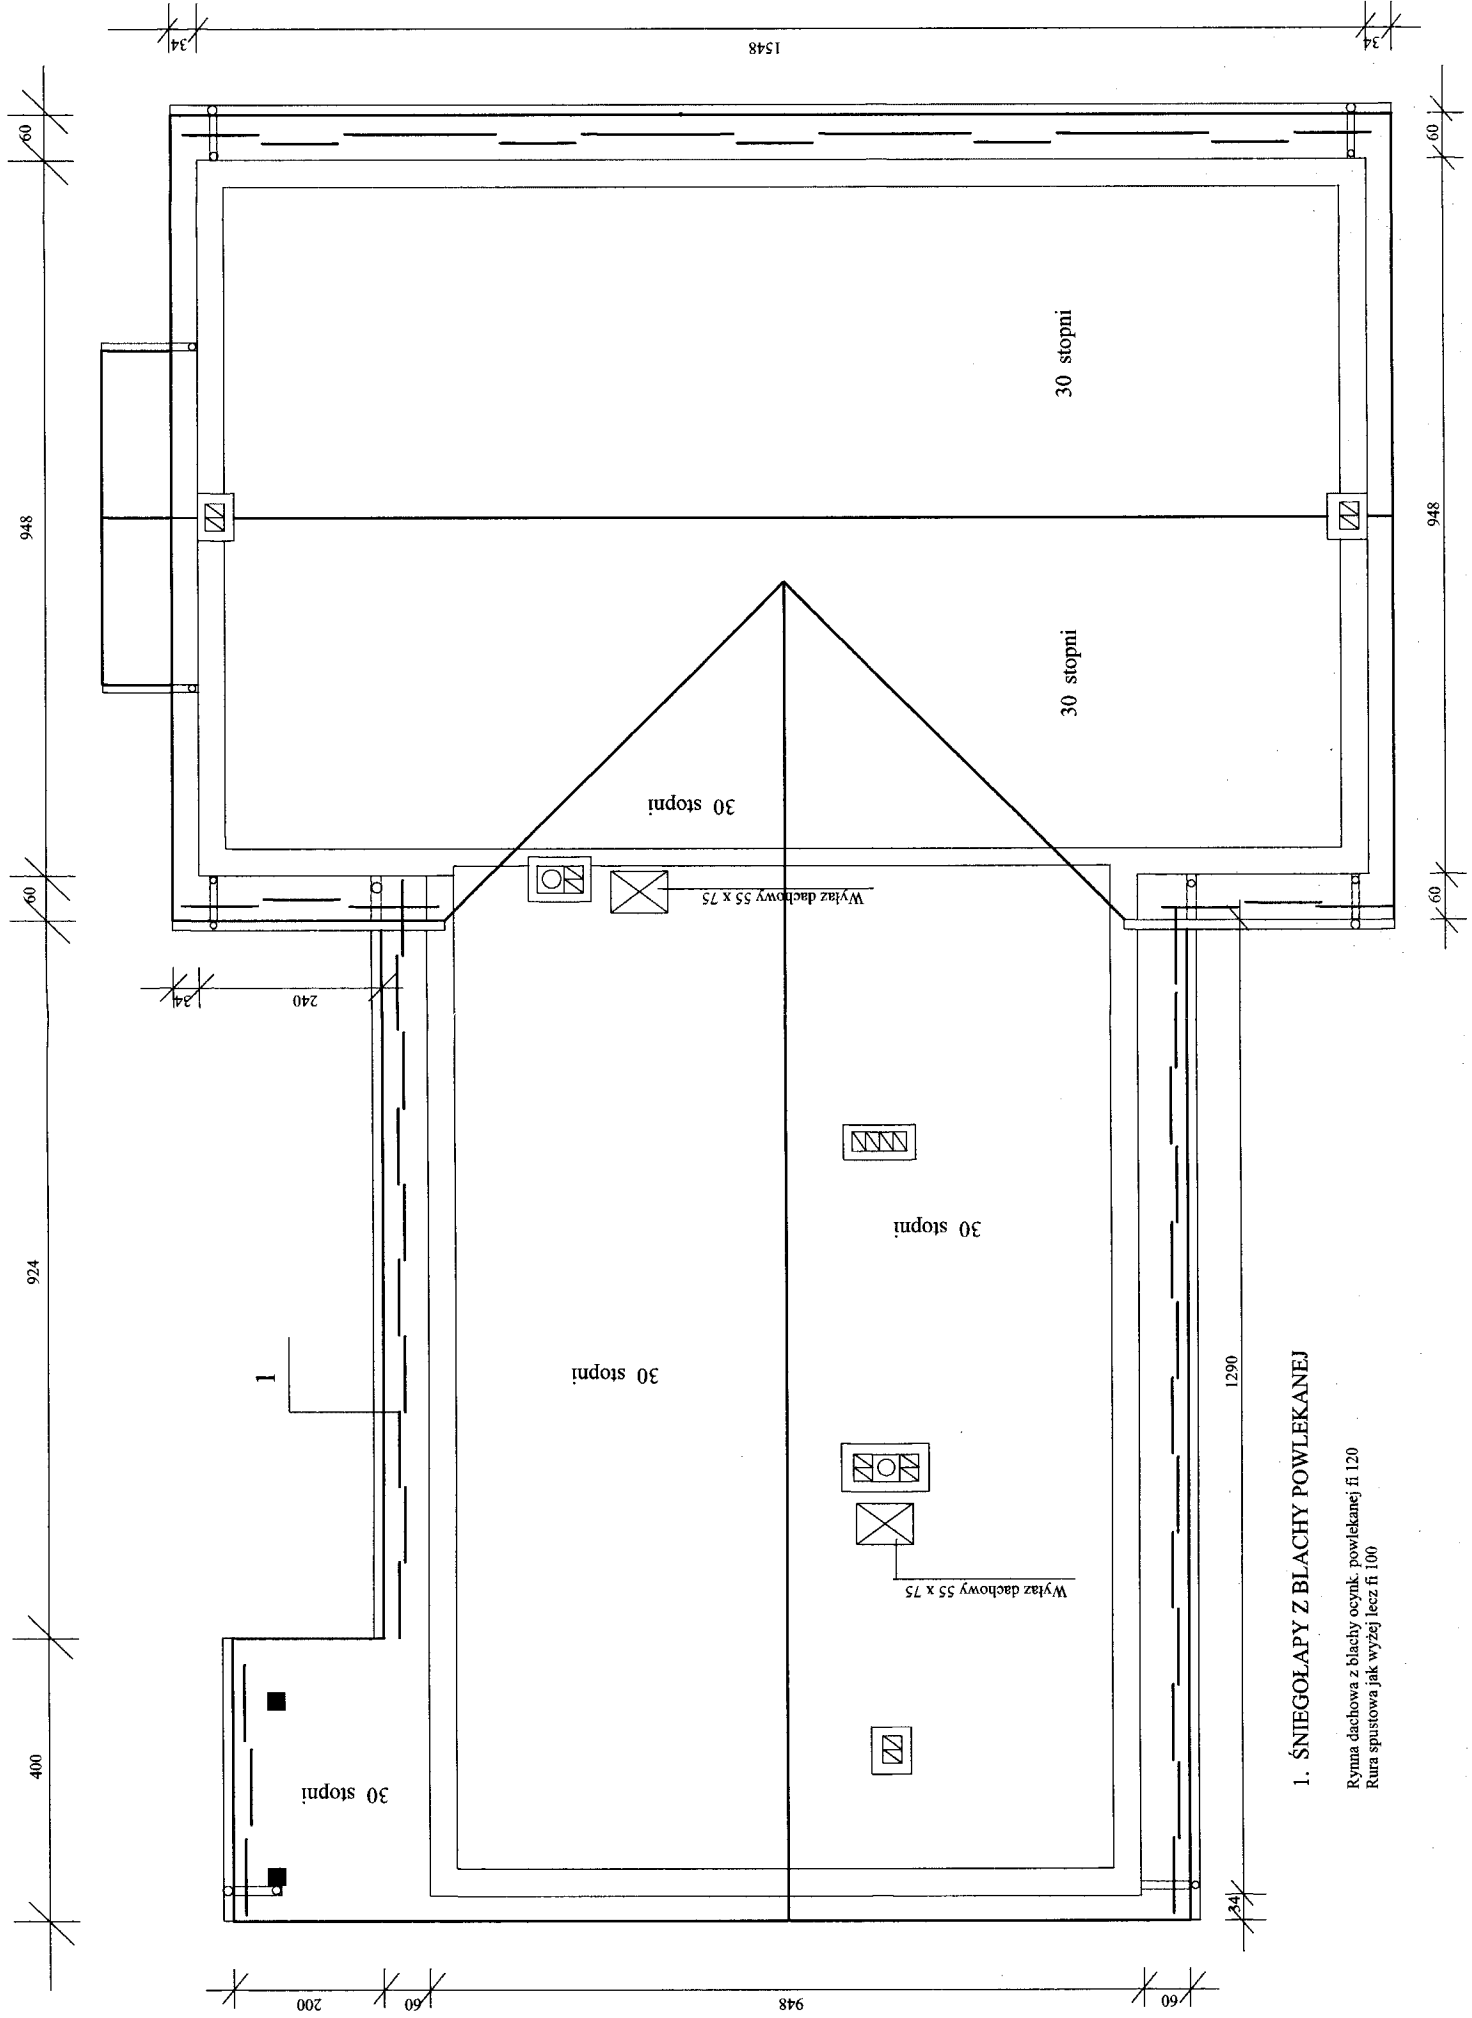 34
1548
34
60
948
60
924
400
60
948
60
34
240
30 stopni
30 stopni
30 stopni
Wyłaz dachowy 55 x 75
1
30 stopni
30 stopni
Wyłaz dachowy 55 x 75
30 stopni
1290
34
200
60
948
60
1. ŚNIEGOŁAPY Z BLACHY POWLEKANEJ
Rynna dachowa z blachy ocynk. powlekanej fi 120
Rura spustowa jak wyżej lecz fi 100